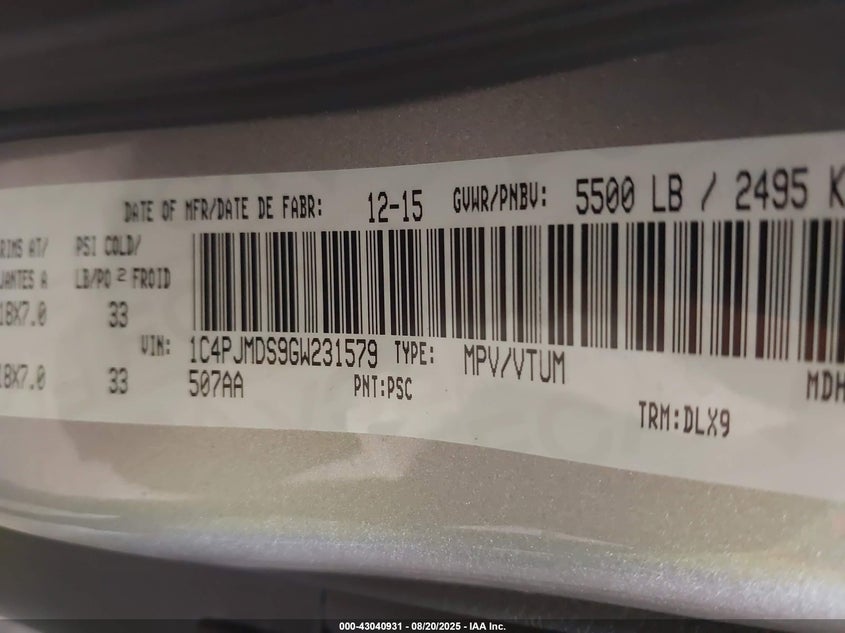 DATE OF MFR/DATE DE FABR: 12-15 GVWR/PNBV: 5500 LB / 2495 K
RIMS AT/ PSI COLD/
JANTES A LB/PO 2 FROID
18X7.0 33
VIN: 1C4PJMDS9GW231579 TYPE: MPV/VTUM MDH
18X7.0 33 507AA PNT:PSC TRM:DLX9
000-43040931 - 08/20/2025 - IAA Inc.